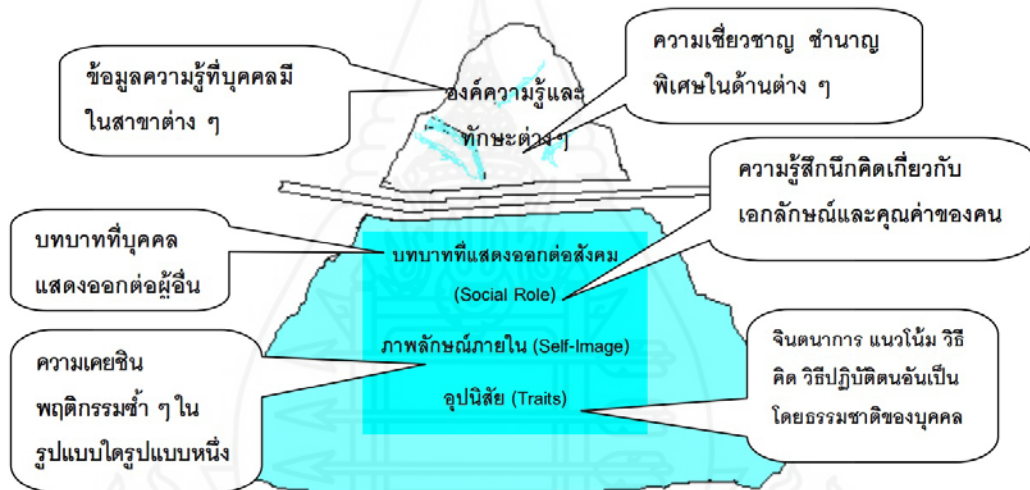 ข้อมูลความรู้ที่บุคคลมี
ในสาขาต่าง ๆ
องค์ความรู้และ
ทักษะต่างๆ
ความเชี่ยวชาญ ชำนาญ
พิเศษในด้านต่าง ๆ
ความรู้สึกนึกคิดเกี่ยวกับ
เอกลักษณ์และคุณค่าของคน
บทบาทที่บุคคล
แสดงออกต่อผู้อื่น
บทบาทที่แสดงออกต่อสังคม
(Social Role)
ภาพลักษณ์ภายใน (Self-Image)
อุปนิสัย (Traits)
ความเคยชิน
พฤติกรรมซ้ำ ๆ ใน
รูปแบบใดรูปแบบหนึ่ง
จินตนาการ แนวโน้ม วิธี
คิด วิธีปฏิบัติตนอันเป็น
โดยธรรมชาติของบุคคล